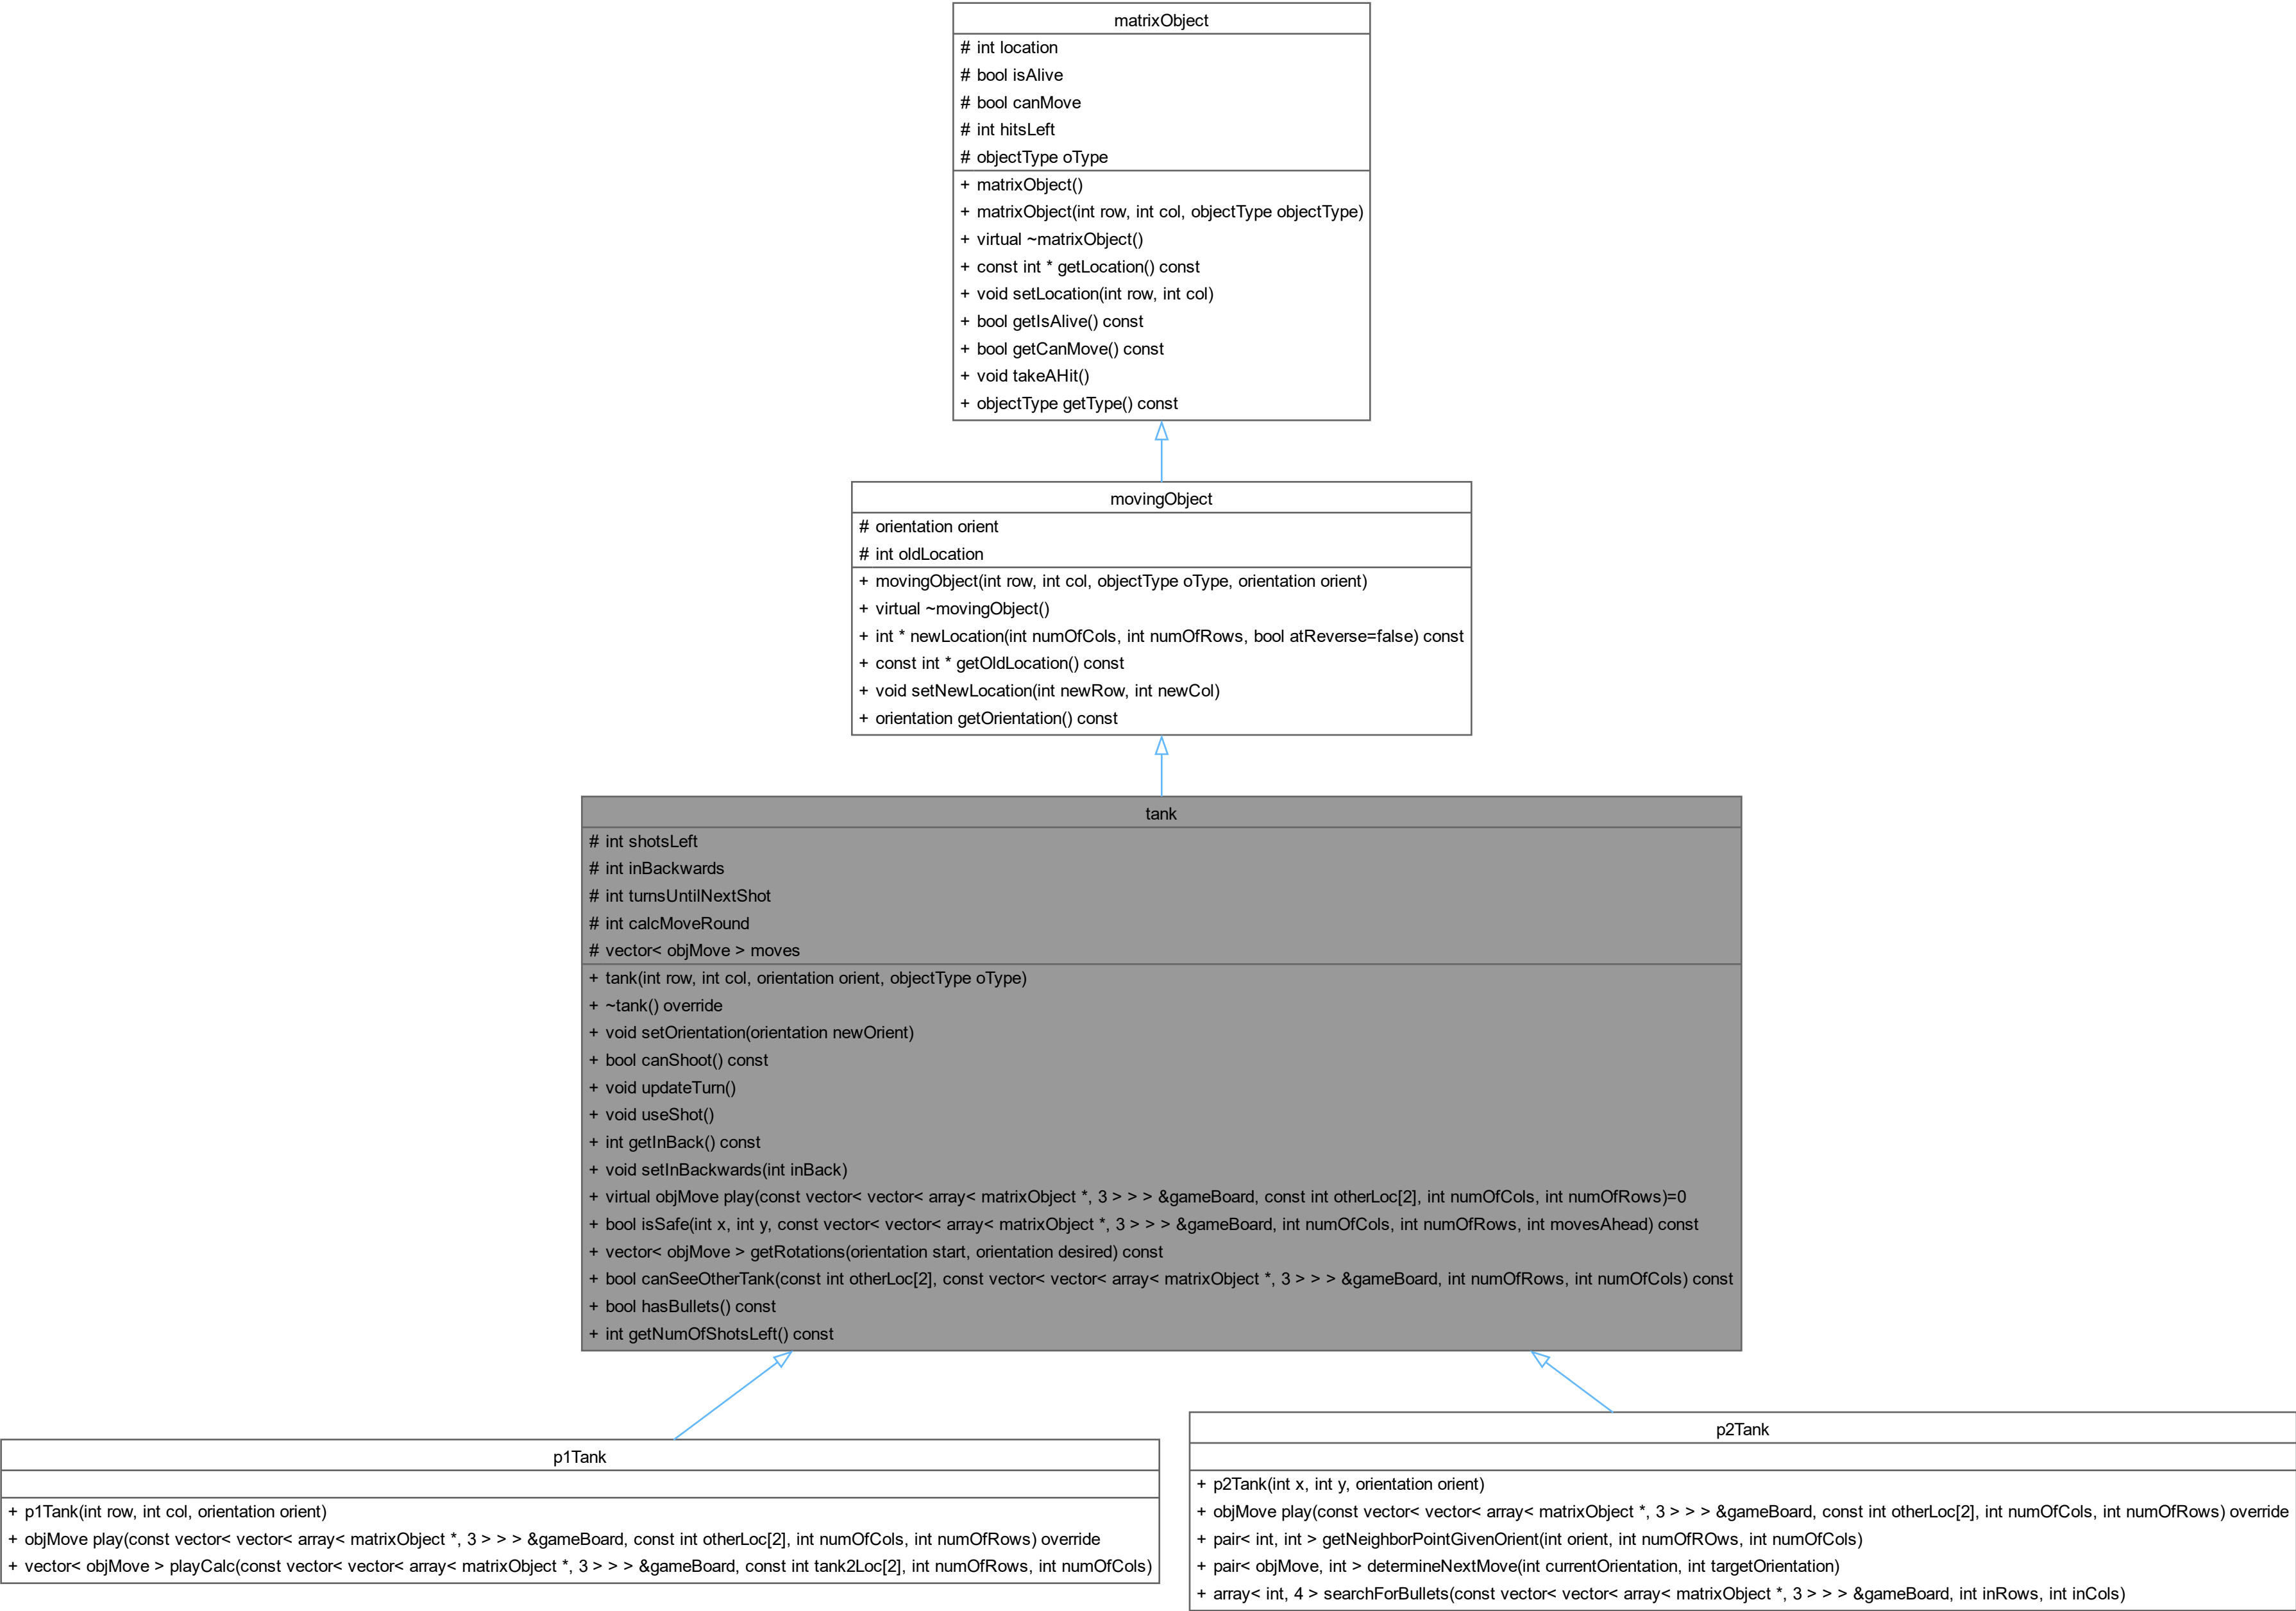 matrixObject
# int location
# bool isAlive
# bool canMove
# int hitsLeft
# objectType oType
+ matrixObject()
+ matrixObject(int row, int col, objectType objectType)
+ virtual ~matrixObject()
+ const int * getLocation() const
+ void setLocation(int row, int col)
+ bool getIsAlive() const
+ bool getCanMove() const
+ void takeAHit()
+ objectType getType() const
movingObject
# orientation orient
# int oldLocation
+ movingObject(int row, int col, objectType oType, orientation orient)
+ virtual ~movingObject()
+ int * newLocation(int numOfCols, int numOfRows, bool atReverse=false) const
+ const int * getOldLocation() const
+ void setNewLocation(int newRow, int newCol)
+ orientation getOrientation() const
tank
# int shotsLeft
# int inBackwards
# int turnsUntilNextShot
# int calcMoveRound
# vector< objMove > moves
+ tank(int row, int col, orientation orient, objectType oType)
+ ~tank() override
+ void setOrientation(orientation newOrient)
+ bool canShoot() const
+ void updateTurn()
+ void useShot()
+ int getInBack() const
+ void setInBackwards(int inBack)
+ virtual objMove play(const vector< vector< array< matrixObject *, 3 > > > &gameBoard, const int otherLoc[2], int numOfCols, int numOfRows)=0
+ bool isSafe(int x, int y, const vector< vector< array< matrixObject *, 3 > > > &gameBoard, int numOfCols, int numOfRows, int movesAhead) const
+ vector< objMove > getRotations(orientation start, orientation desired) const
+ bool canSeeOtherTank(const int otherLoc[2], const vector< vector< array< matrixObject *, 3 > > > &gameBoard, int numOfRows, int numOfCols) const
+ bool hasBullets() const
+ int getNumOfShotsLeft() const
p1Tank
+ p1Tank(int row, int col, orientation orient)
+ objMove play(const vector< vector< array< matrixObject *, 3 > > > &gameBoard, const int otherLoc[2], int numOfCols, int numOfRows) override
+ vector< objMove > playCalc(const vector< vector< array< matrixObject *, 3 > > > &gameBoard, const int tank2Loc[2], int numOfRows, int numOfCols)
p2Tank
+ p2Tank(int x, int y, orientation orient)
+ objMove play(const vector< vector< array< matrixObject *, 3 > > > &gameBoard, const int otherLoc[2], int numOfCols, int numOfRows) override
+ pair< int, int > getNeighborPointGivenOrient(int orient, int numOfROws, int numOfCols)
+ pair< objMove, int > determineNextMove(int currentOrientation, int targetOrientation)
+ array< int, 4 > searchForBullets(const vector< vector< array< matrixObject *, 3 > > > &gameBoard, int inRows, int inCols)